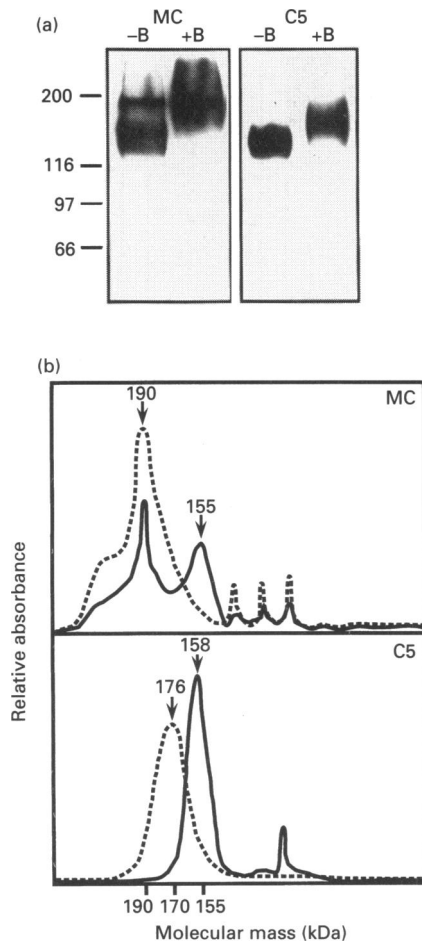 (a)
MC
C5
–B +B
–B +B
200
116
97
66
(b)
190
MC
155
158
C5
176
Relative absorbance
190 170 155
Molecular mass (kDa)